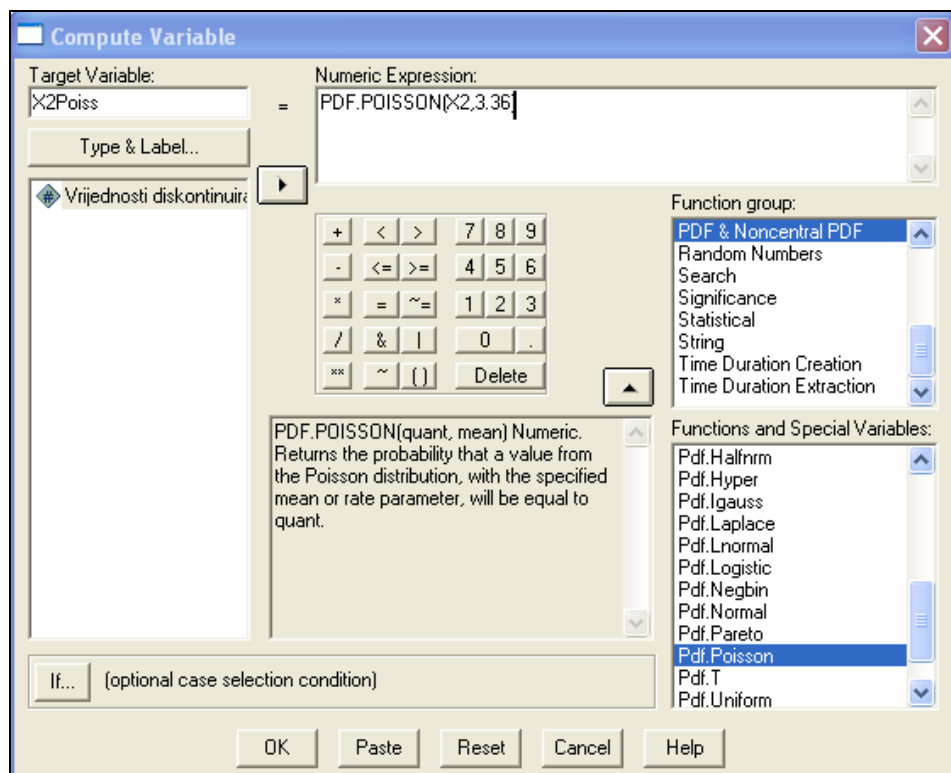 Compute Variable
Target Variable:
X2Poiss
=
Numeric Expression:
PDF.POISSON(X2,3.36)
Type & Label...
Vrijednosti diskontinuira
+ < > 7 8 9
- <= >= 4 5 6
* = ~= 1 2 3
/ & | 0 .
** ~ () Delete
Function group:
PDF & Noncentral PDF
Random Numbers
Search
Significance
Statistical
String
Time Duration Creation
Time Duration Extraction
PDF.POISSON(quant, mean) Numeric.
Returns the probability that a value from
the Poisson distribution, with the specified
mean or rate parameter, will be equal to
quant.
Functions and Special Variables:
Pdf.Halfnrm
Pdf.Hyper
Pdf.Igauss
Pdf.Laplace
Pdf.Lnormal
Pdf.Logistic
Pdf.Negbin
Pdf.Normal
Pdf.Pareto
Pdf.Poisson
Pdf.T
Pdf.Uniform
If... (optional case selection condition)
OK Paste Reset Cancel Help